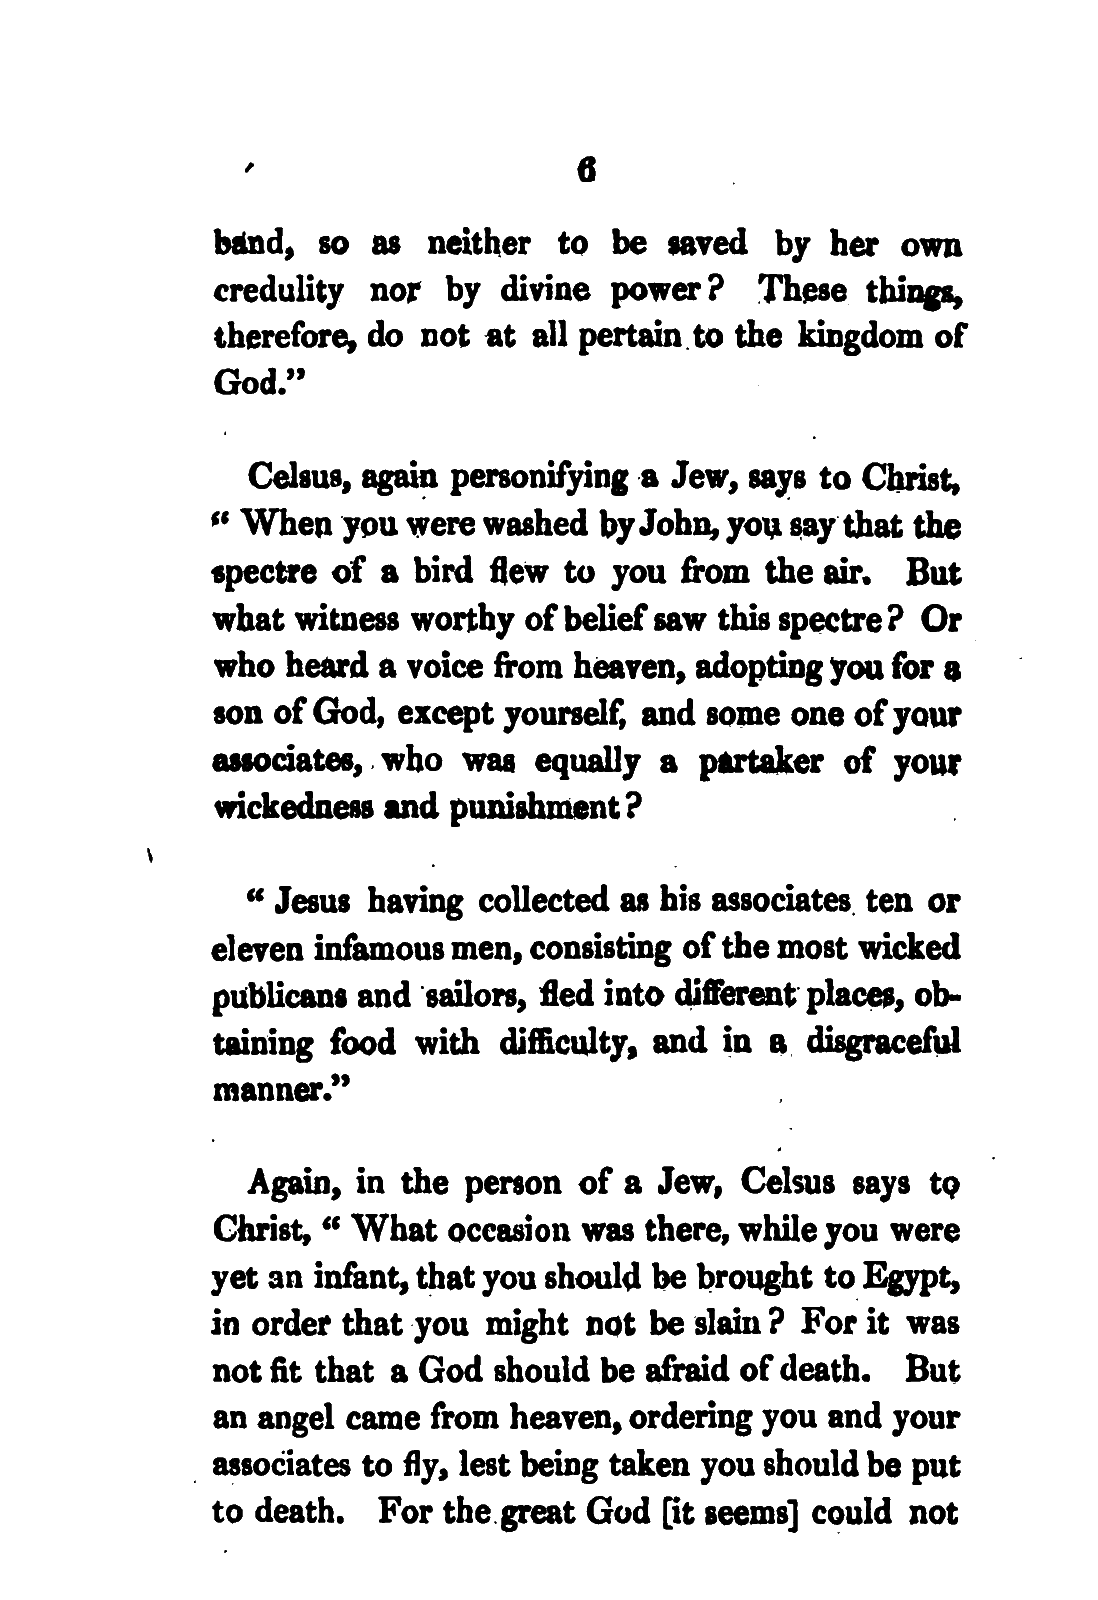 6
band, so as neither to be saved by her own
credulity nor by divine power? These things,
therefore, do not at all pertain to the kingdom of
God.”
Celsus, again personifying a Jew, says to Christ,
“ When you were washed by John, you say that the
spectre of a bird flew to you from the air. But
what witness worthy of belief saw this spectre? Or
who heard a voice from heaven, adopting you for a
son of God, except yourself, and some one of your
associates, who was equally a partaker of your
wickedness and punishment?
“ Jesus having collected as his associates ten or
eleven infamous men, consisting of the most wicked
publicans and sailors, fled into different places, ob-
taining food with difficulty, and in a disgraceful
manner.”
Again, in the person of a Jew, Celsus says to
Christ, “ What occasion was there, while you were
yet an infant, that you should be brought to Egypt,
in order that you might not be slain? For it was
not fit that a God should be afraid of death. But
an angel came from heaven, ordering you and your
associates to fly, lest being taken you should be put
to death. For the great God [it seems] could not